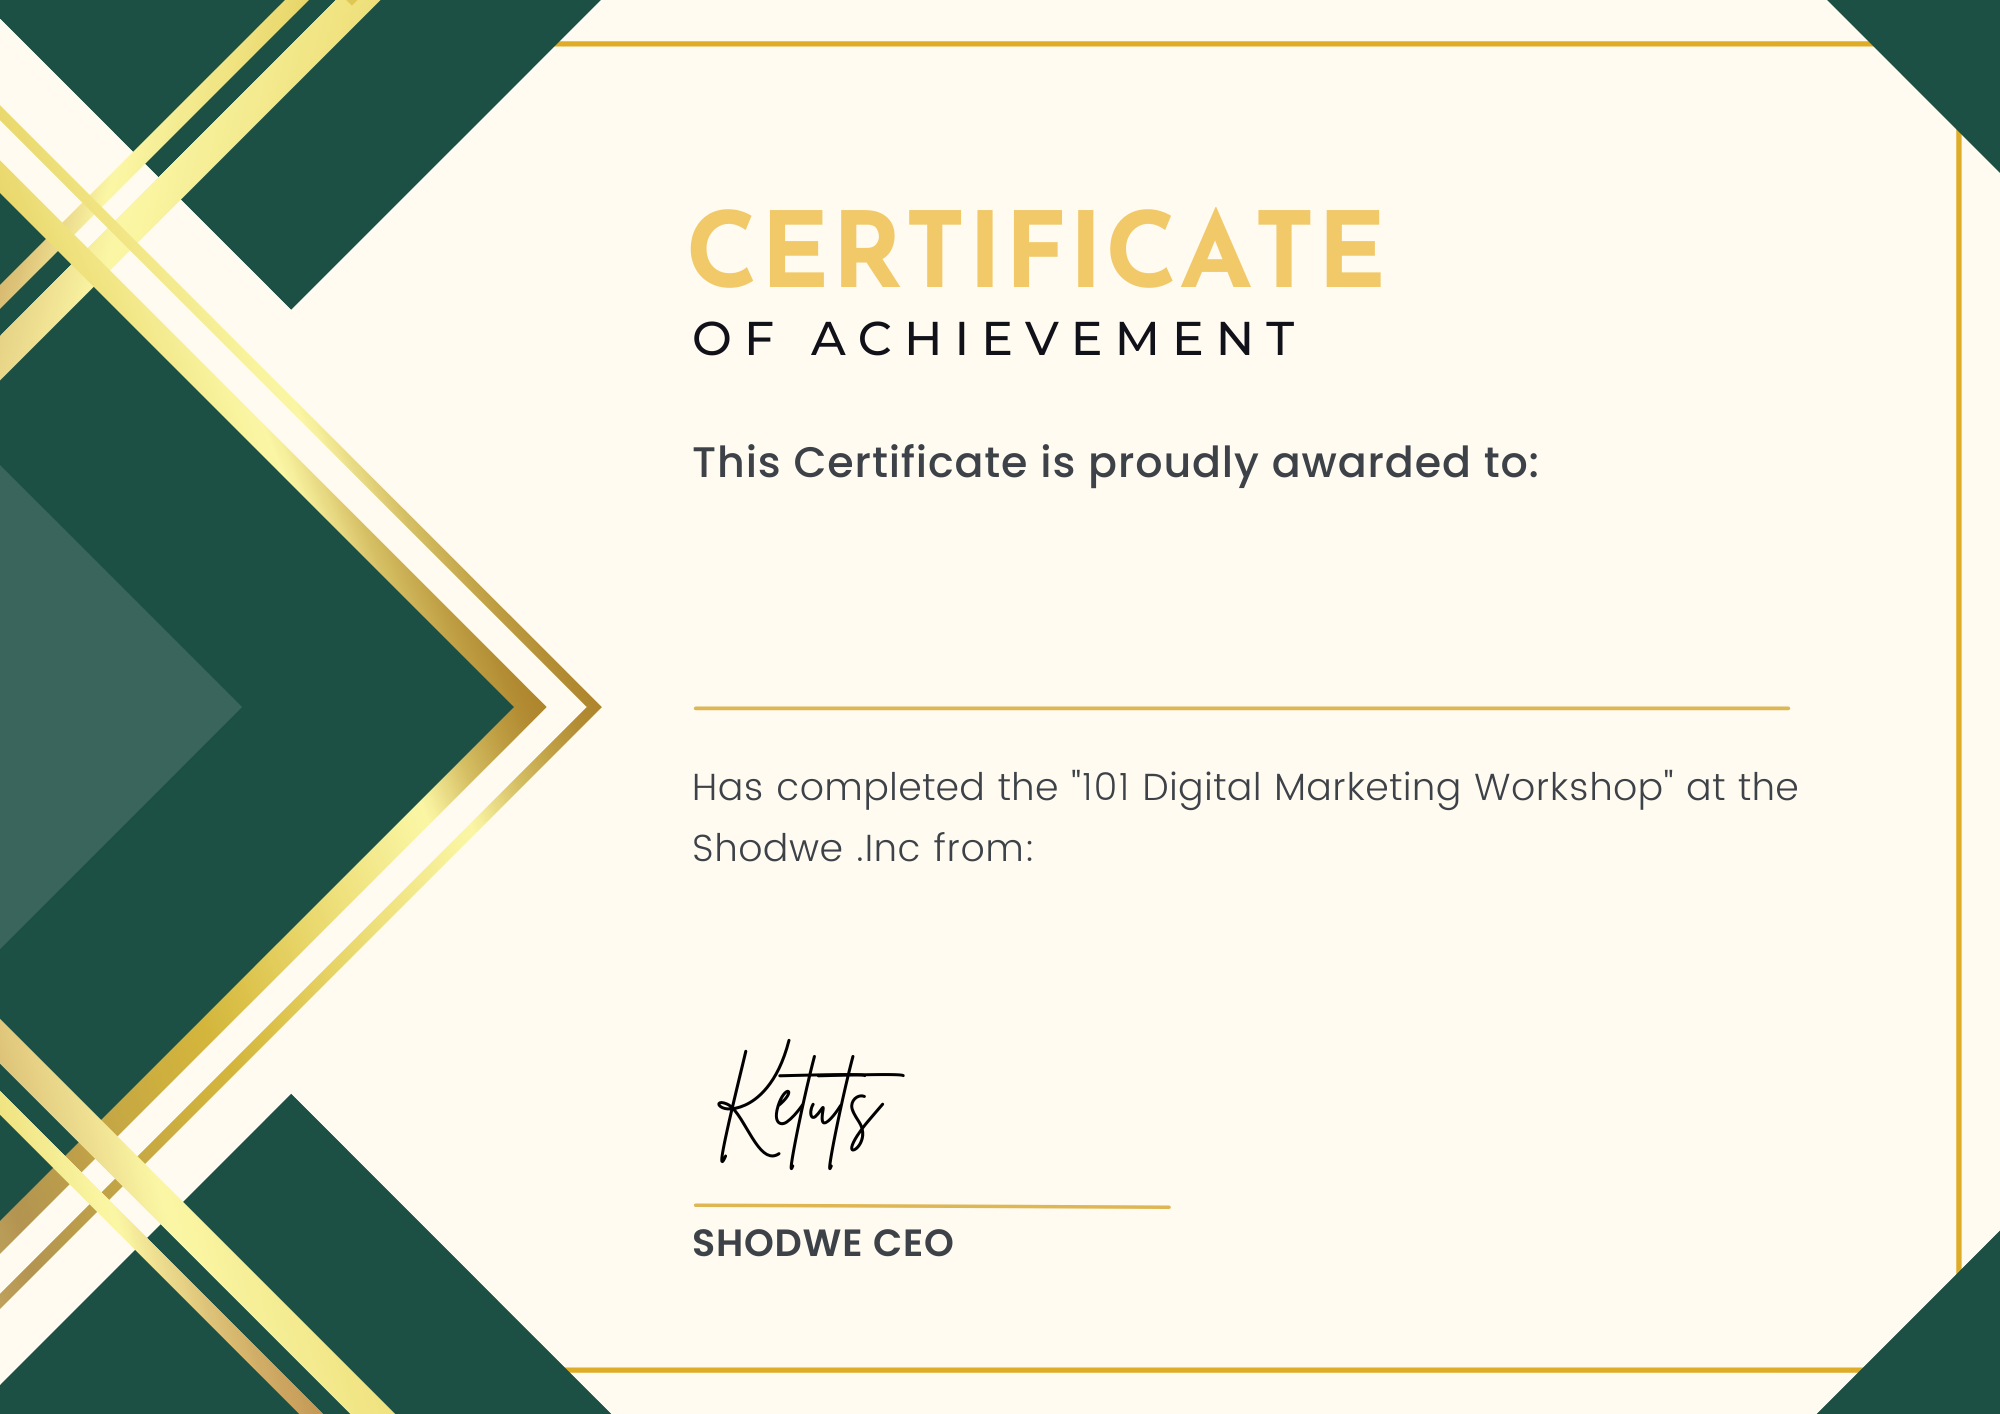 CERTIFICATE
OF ACHIEVEMENT
This Certificate is proudly awarded to:
Has completed the "101 Digital Marketing Workshop" at the
Shodwe .Inc from:
Ketuts
SHODWE CEO